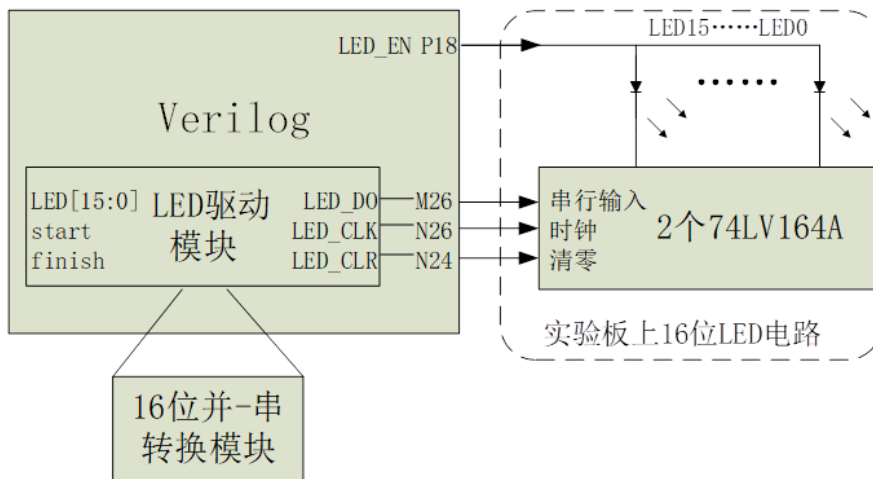 LED_EN P18
LED15……LED0
Verilog
LED[15:0]
start
finish
LED驱动
模块
LED_DO
LED_CLK
LED_CLR
M26
N26
N24
串行输入
时钟
清零
2个74LV164A
实验板上16位LED电路
16位并-串
转换模块